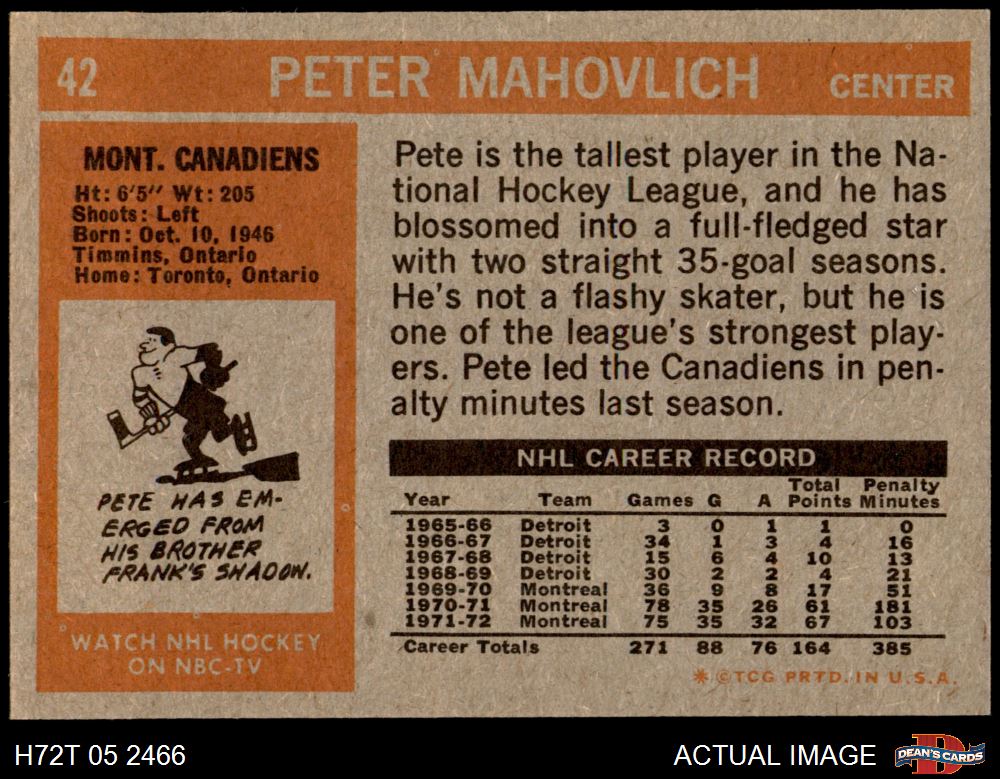 42 PETER MAHOVLICH CENTER
MONT. CANADIENS
Ht: 6'5" Wt: 205
Shoots: Left
Born: Oct. 10, 1946
Timmins, Ontario
Home: Toronto, Ontario
PETE HAS EM-
ERGED FROM
HIS BROTHER
FRANK'S SHADOW.
WATCH NHL HOCKEY
ON NBC-TV
Pete is the tallest player in the Na-
tional Hockey League, and he has
blossomed into a full-fledged star
with two straight 35-goal seasons.
He's not a flashy skater, but he is
one of the league's strongest play-
ers. Pete led the Canadiens in pen-
alty minutes last season.
NHL CAREER RECORD
Year Team Games G A Total Points Penalty Minutes
1965-66 Detroit 3 0 1 1 0
1966-67 Detroit 34 1 3 4 16
1967-68 Detroit 15 6 4 10 13
1968-69 Detroit 30 2 2 4 21
1969-70 Montreal 36 9 8 17 51
1970-71 Montreal 78 35 26 61 181
1971-72 Montreal 75 35 32 67 103
Career Totals 271 88 76 164 385
* ©TCG PRTD. IN U.S.A.
H72T 05 2466 ACTUAL IMAGE DEAN'S CARDS